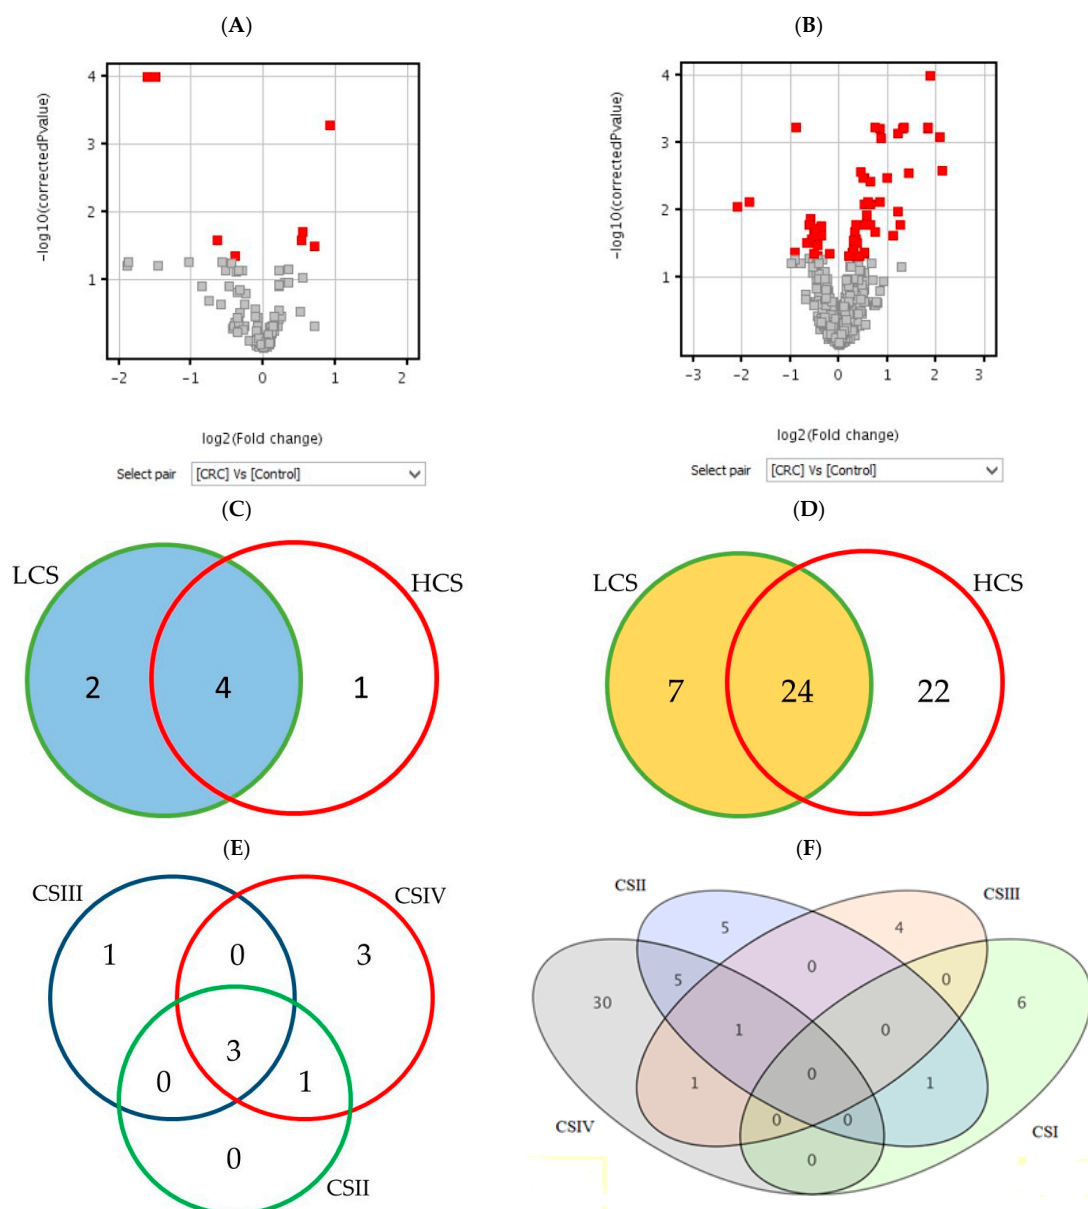 (A)
(B)
-log10(correctedPvalue)
4
3
2
1
-2
-1
0
1
2
log2(Fold change)
Select pair
[CRC] Vs [Control]
-log10(correctedPvalue)
4
3
2
1
-3
-2
-1
0
1
2
3
log2(Fold change)
Select pair
[CRC] Vs [Control]
(C)
(D)
LCS
HCS
2
4
1
LCS
HCS
7
24
22
(E)
(F)
CSIII
CSIV
1
0
3
3
0
1
0
CSII
CSII
CSIII
5
4
0
5
0
30
6
1
0
0
1
1
0
0
CSIV
CSI
0